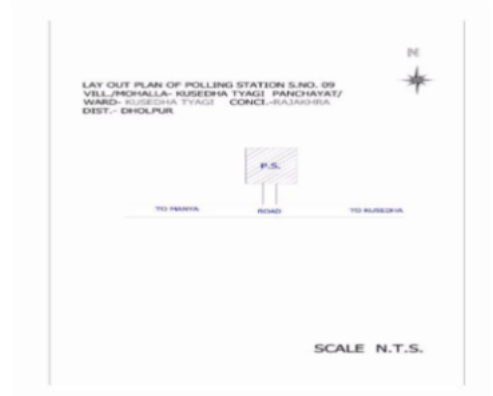 N
LAY OUT PLAN OF POLLING STATION S.NO. 09
VILL./MOHALLA- KUSEDHA TYAGI PANCHAYAT/
WARD- KUSEDHA TYAGI CONCI.-RAJAKHRA
DIST.- DHOLPUR
P.S.
TO MANYA ROAD TO KUSEDHA
SCALE N.T.S.